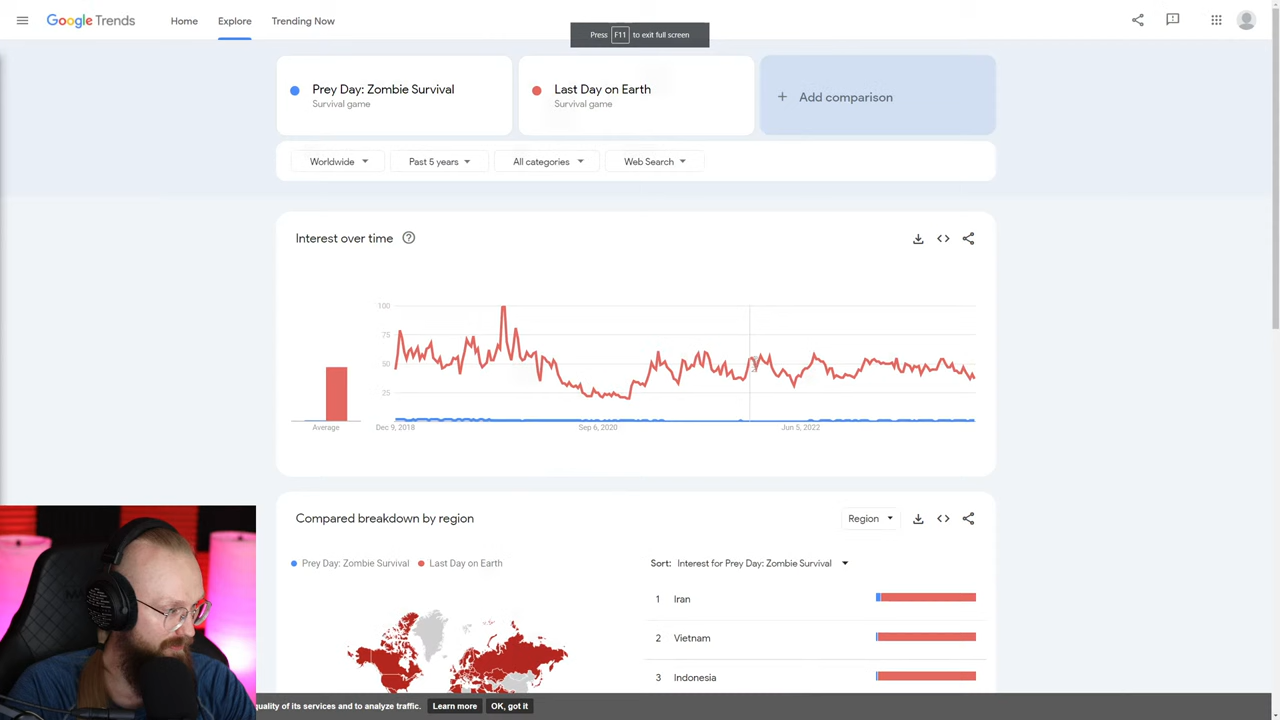 Google Trends
Home
Explore
Trending Now
Press F11 to exit full screen
Prey Day: Zombie Survival
Survival game
Last Day on Earth
Survival game
+ Add comparison
Worldwide
Past 5 years
All categories
Web Search
Interest over time
100
75
50
25
Average
Dec 9, 2018
Sep 6, 2020
Jun 5, 2022
Compared breakdown by region
Region
Prey Day: Zombie Survival
Last Day on Earth
Sort: Interest for Prey Day: Zombie Survival
1 Iran
2 Vietnam
3 Indonesia
quality of its services and to analyze traffic.
Learn more
OK, got it